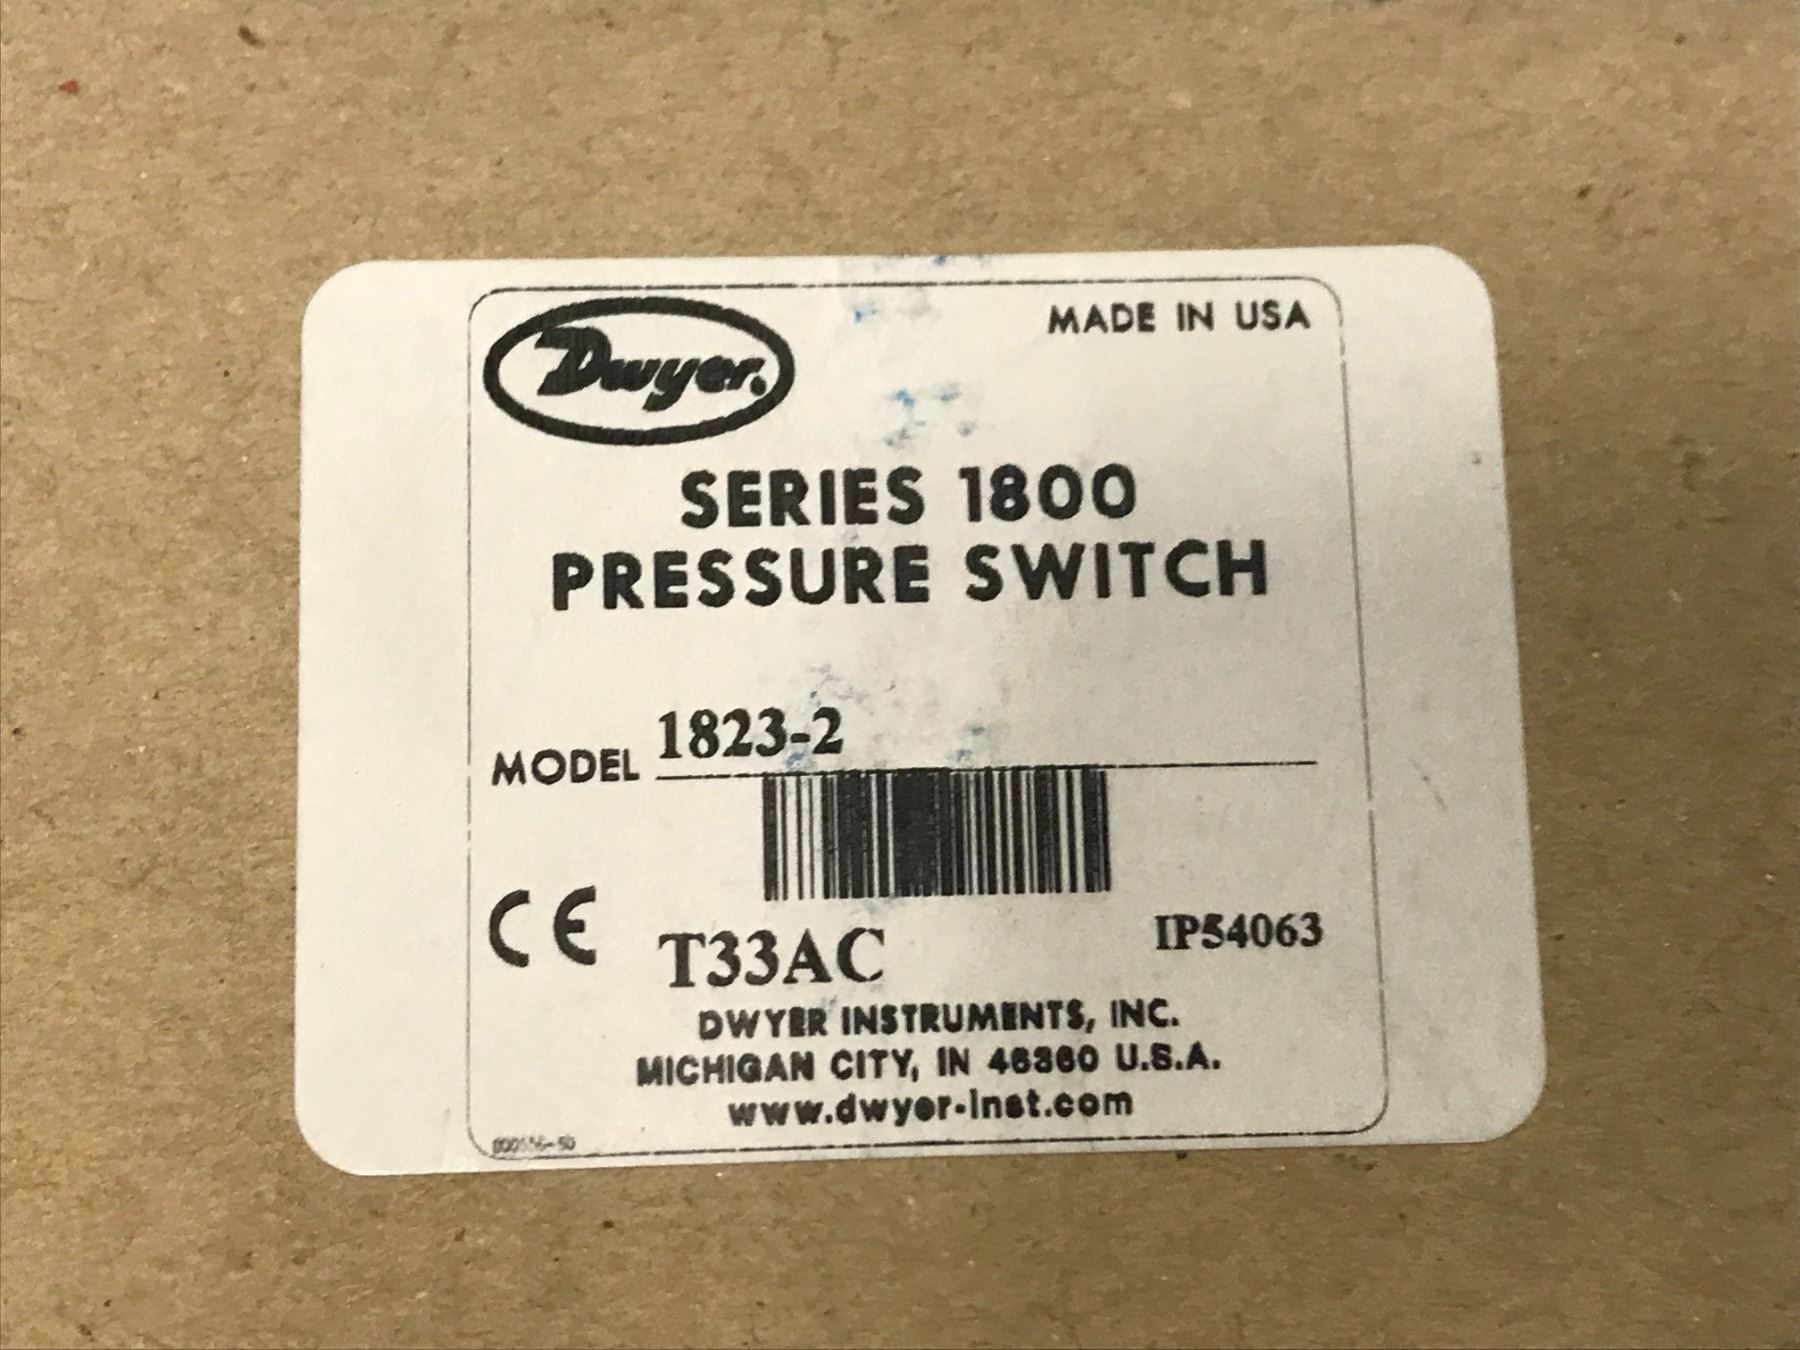 Dwyer.
MADE IN USA
SERIES 1800
PRESSURE SWITCH
MODEL 1823-2
CE
T33AC
IP54063
DWYER INSTRUMENTS, INC.
MICHIGAN CITY, IN 46360 U.S.A.
www.dwyer-inst.com